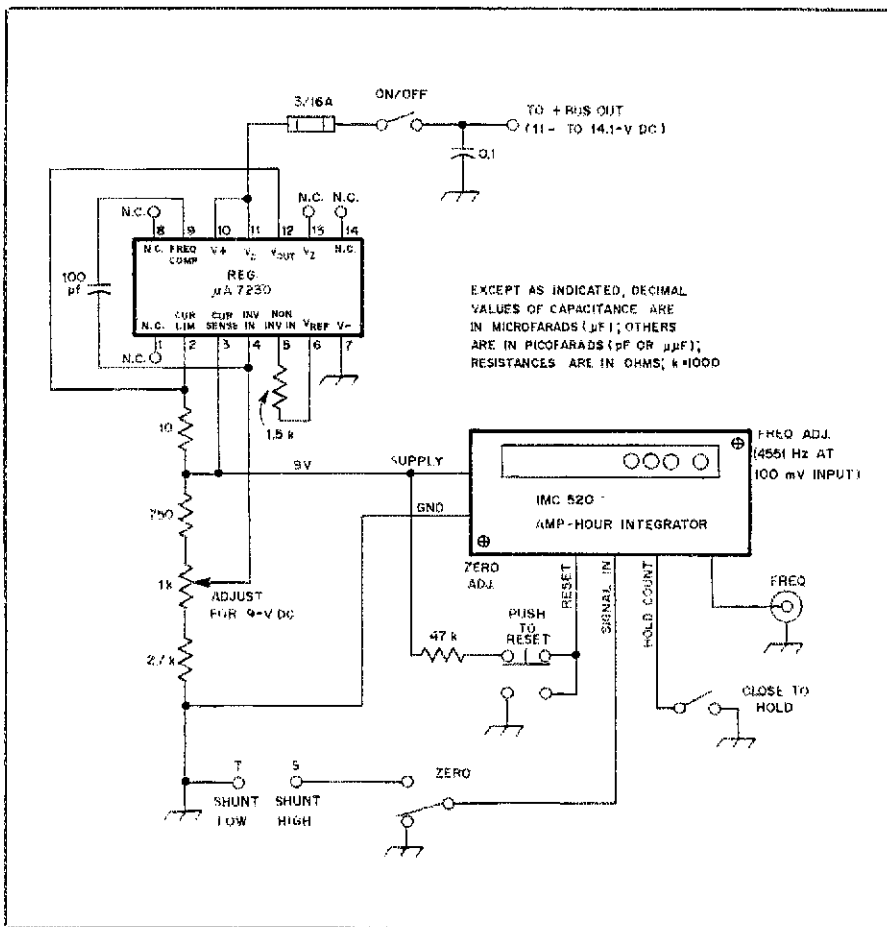 3/16A
ON/OFF
TO + BUS OUT
(11- TO 14.1-V DC)
0.1
N.C.
N.C.
N.C.
8
9
10
11
12
13
14
N.C.
FREQ COMP
V+
VC
VOUT
VZ
N.C.
REG.
μA 7230
100
pF
N.C.
CUR LIM
CUR SENSE
INV IN
NON INV IN
VREF
V-
1
2
3
4
5
6
7
N.C.
1.5 k
EXCEPT AS INDICATED, DECIMAL
VALUES OF CAPACITANCE ARE
IN MICROFARADS (μF); OTHERS
ARE IN PICOFARADS (pF OR μμF);
RESISTANCES ARE IN OHMS; k=1000
10
9V
SUPPLY
FREQ ADJ.
(4551 Hz AT
100 mV INPUT)
750
GND
IMC 520
AMP-HOUR INTEGRATOR
1k
ADJUST
FOR 9-V DC
ZERO
ADJ.
RESET
SIGNAL IN
HOLD COUNT
FREQ
PUSH
TO
RESET
47 k
2.7 k
CLOSE TO
HOLD
T
S
ZERO
SHUNT
LOW
SHUNT
HIGH